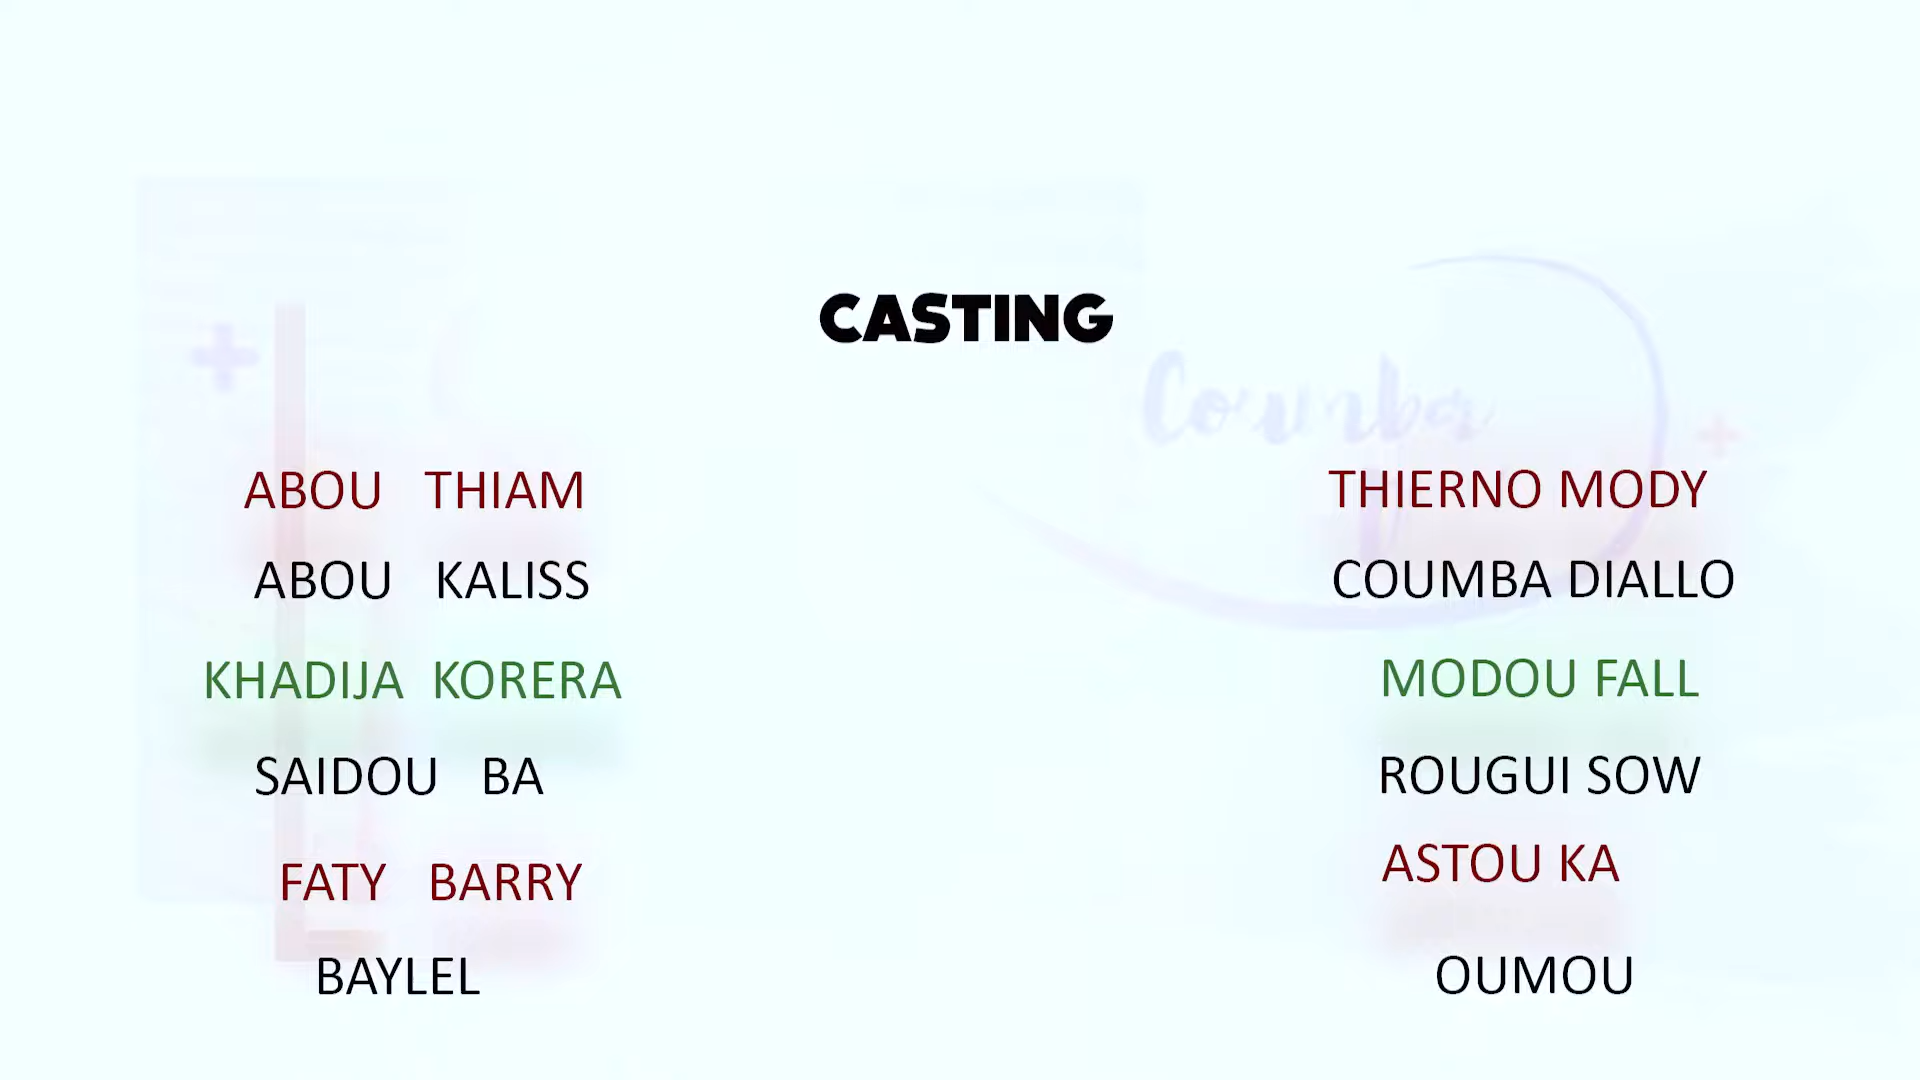 CASTING
Coumba
ABOU THIAM
THIERNO MODY
ABOU KALISS
COUMBA DIALLO
KHADIJA KORERA
MODOU FALL
SAIDOU BA
ROUGUI SOW
FATY BARRY
ASTOU KA
BAYLEL
OUMOU